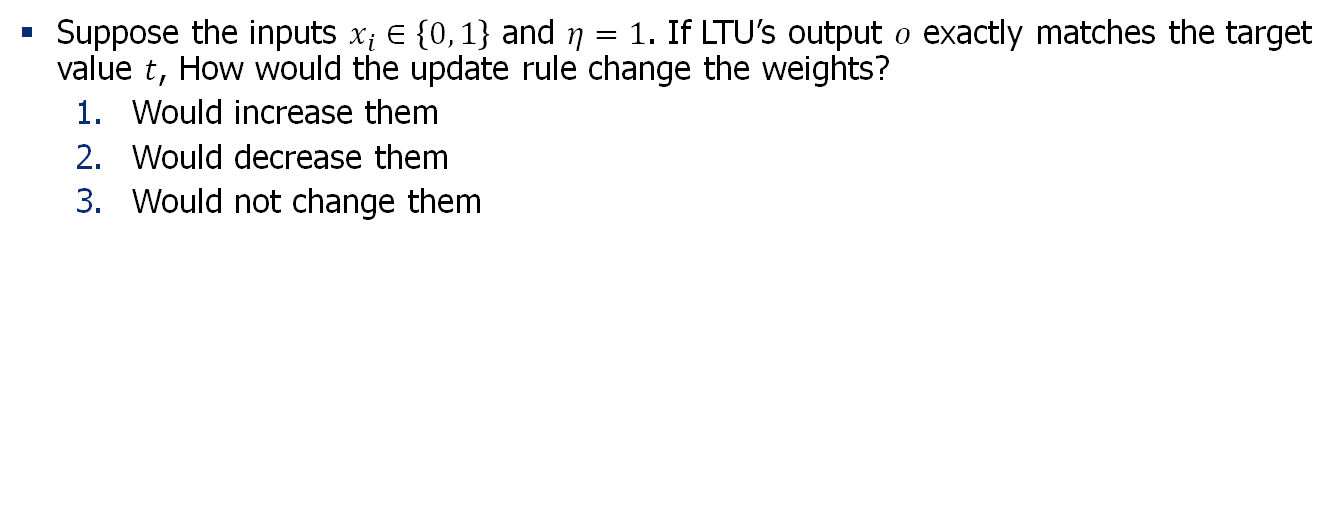 ▪ Suppose the inputs xᵢ ∈ {0, 1} and η = 1. If LTU’s output o exactly matches the target
value t, How would the update rule change the weights?
1. Would increase them
2. Would decrease them
3. Would not change them